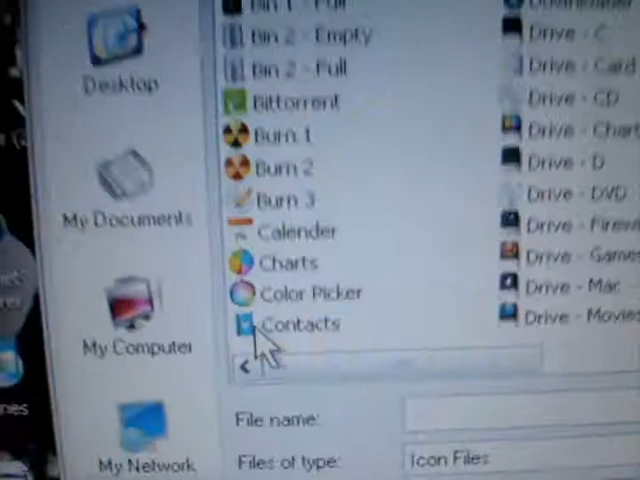 Bin 1 - Full
Bin 2 - Empty
Bin 2 - Full
Bittorrent
Burn 1
Burn 2
Burn 3
Calender
Charts
Color Picker
Contacts
Drive - C
Drive - Card
Drive - CD
Drive - Chart
Drive - D
Drive - DVD
Drive - Firew
Drive - Games
Drive - Mac
Drive - Movies
Desktop
My Documents
My Computer
My Network
File name:
Files of type:
Icon Files